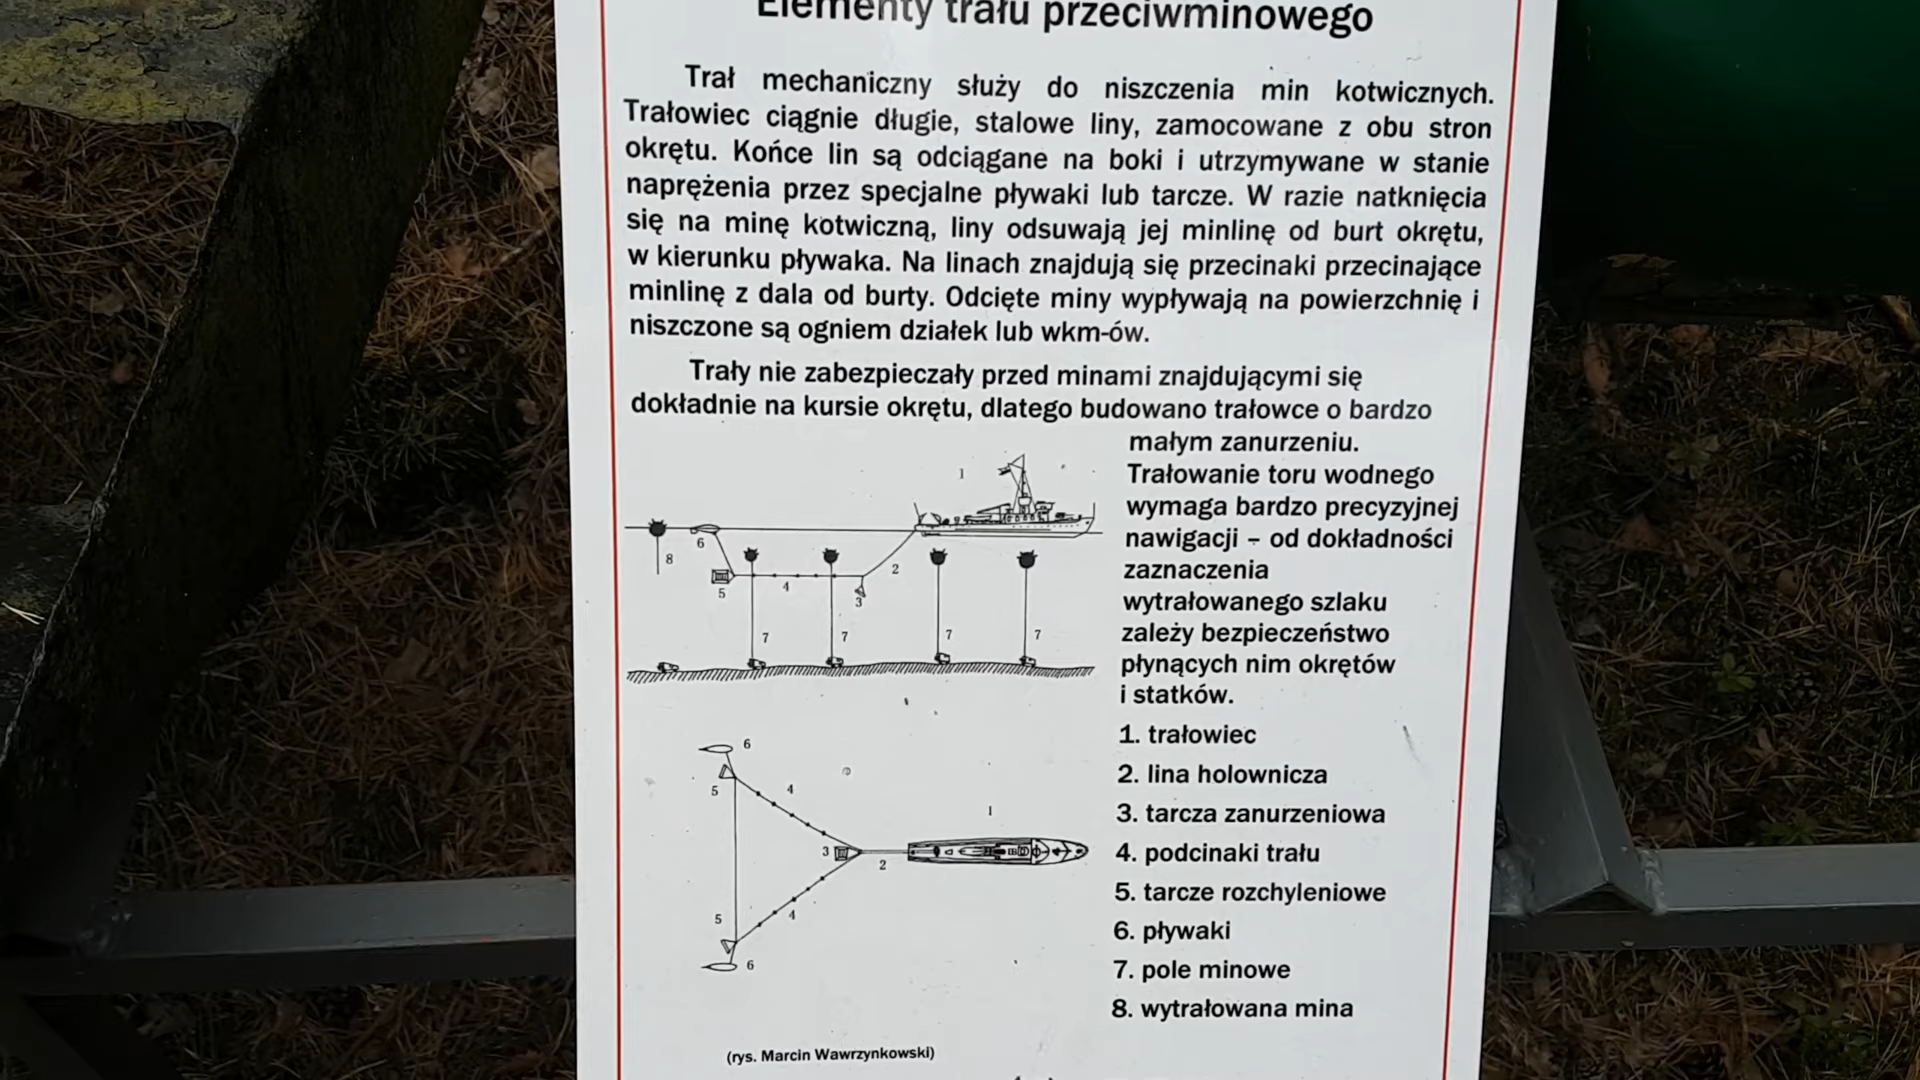 Elementy trału przeciwminowego
Trał mechaniczny służy do niszczenia min kotwicznych.
Trałowiec ciągnie długie, stalowe liny, zamocowane z obu stron
okrętu. Końce lin są odciągane na boki i utrzymywane w stanie
naprężenia przez specjalne pływaki lub tarcze. W razie natknięcia
się na minę kotwiczną, liny odsuwają jej minlinę od burt okrętu,
w kierunku pływaka. Na linach znajdują się przecinaki przecinające
minlinę z dala od burty. Odcięte miny wypływają na powierzchnię i
niszczone są ogniem działek lub wkm-ów.
Trały nie zabezpieczały przed minami znajdującymi się
dokładnie na kursie okrętu, dlatego budowano trałowce o bardzo
małym zanurzeniu.
Trałowanie toru wodnego
wymaga bardzo precyzyjnej
nawigacji – od dokładności
zaznaczenia
wytrałowanego szlaku
zależy bezpieczeństwo
płynących nim okrętów
i statków.
1
6
8
2
5
4
3
7
7
7
7
6
5
4
1
3
2
5
4
6
1. trałowiec
2. lina holownicza
3. tarcza zanurzeniowa
4. podcinaki trału
5. tarcze rozchyleniowe
6. pływaki
7. pole minowe
8. wytrałowana mina
(rys. Marcin Wawrzynkowski)